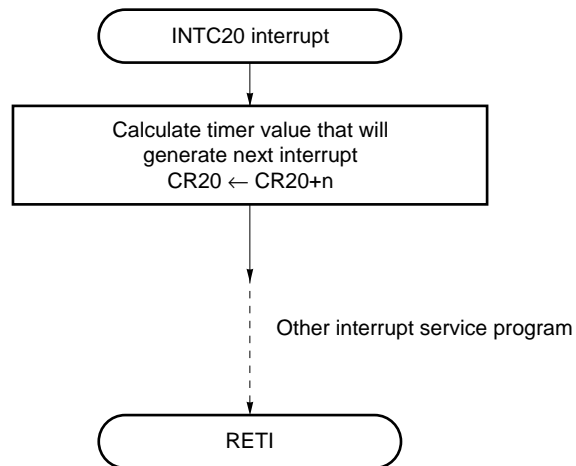 INTC20 interrupt
Calculate timer value that will
generate next interrupt
CR20 ← CR20+n
Other interrupt service program
RETI